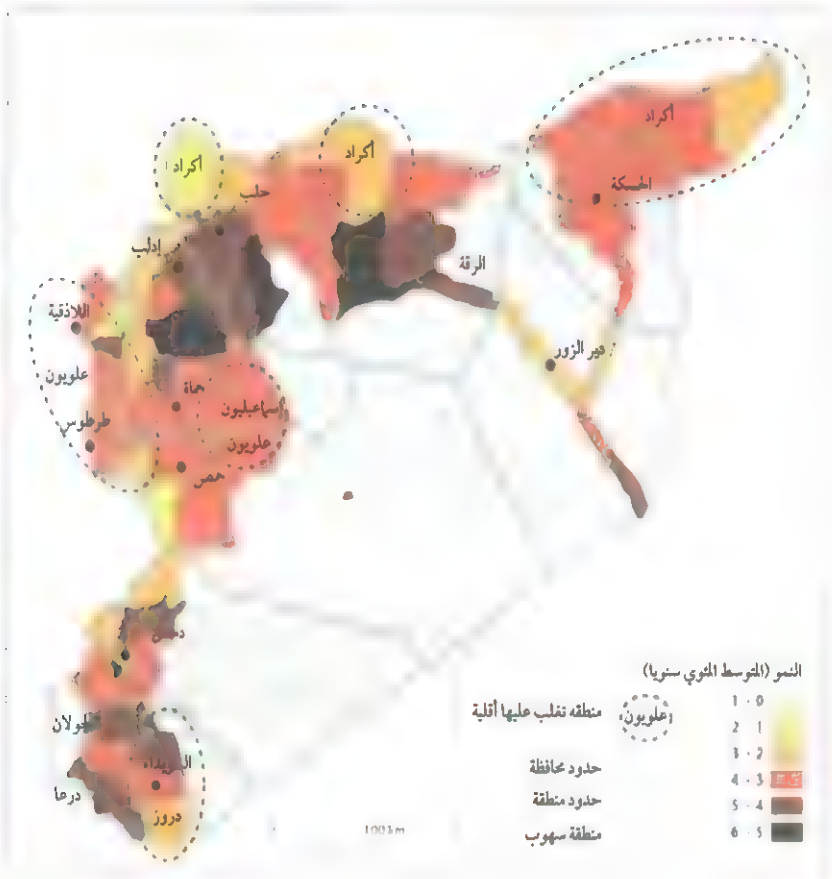 أكراد
أكراد
أكراد
الحسكة
حلب
إدلب
الرقة
اللاذقية
دير الزور
علويون
حماة
إسماعيليون
طرطوس
علويون
حمص
دمشق
الجولان
السويداء
درعا
دروز
النمو (المتوسط المئوي سنويا)
1 - 0
2 - 1
3 - 2
4 - 3
5 - 4
6 - 5
علويون
منطقة تغلب عليها أقلية
حدود محافظة
حدود منطقة
منطقة سهوب
100 km